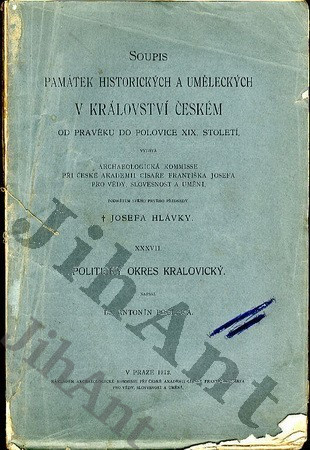 SOUPIS
PAMÁTEK HISTORICKÝCH A UMĚLECKÝCH
V KRÁLOVSTVÍ ČESKÉM
OD PRAVĚKU DO POLOVICE XIX. STOLETÍ.
VYDÁVÁ
ARCHAEOLOGICKÁ KOMMISSE
PŘI ČESKÉ AKADEMII CÍSAŘE FRANTIŠKA JOSEFA
PRO VĚDY, SLOVESNOST A UMĚNÍ.
† JOSEFA HLÁVKY.
XXXVII.
POLITICKÝ OKRES KRALOVICKÝ.
NAPSAL
ANTONÍN
V PRAZE 1912.
PRO VĚDY, SLOVESNOST A UMĚNÍ.
JihAnt
JihAnt